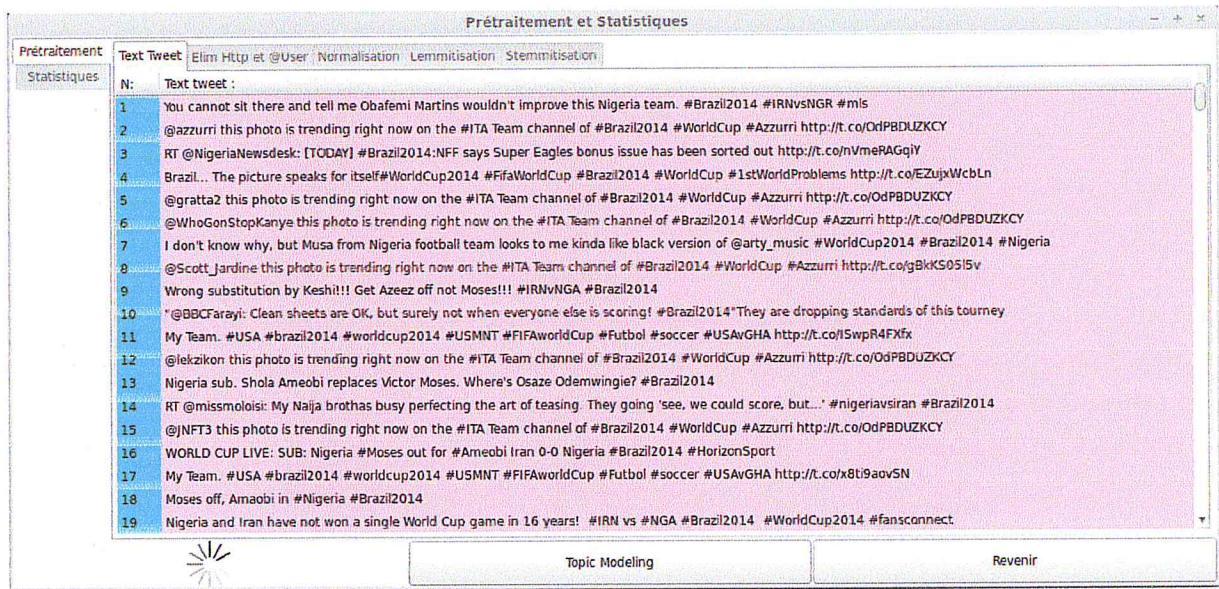 Prétraitement et Statistiques
Prétraitement
Statistiques
Text Tweet Elim Http et @User Normalisation Lemmitisation Stemmitisation
N: Text tweet :
1 You cannot sit there and tell me Obafemi Martins wouldn't improve this Nigeria team. #Brazil2014 #IRNvsNGR #mls
2 @azzurri this photo is trending right now on the #ITA Team channel of #Brazil2014 #WorldCup #Azzurri http://t.co/OdPBDUZKCY
3 RT @NigeriaNewsdesk: [TODAY] #Brazil2014:NFF says Super Eagles bonus issue has been sorted out http://t.co/nVmeRAGqiY
4 Brazil... The picture speaks for itself#WorldCup2014 #FifaWorldCup #Brazil2014 #WorldCup #1stWorldProblems http://t.co/EZujxWcbLn
5 @gratta2 this photo is trending right now on the #ITA Team channel of #Brazil2014 #WorldCup #Azzurri http://t.co/OdPBDUZKCY
6 @WhoGonStopKanye this photo is trending right now on the #ITA Team channel of #Brazil2014 #WorldCup #Azzurri http://t.co/OdPBDUZKCY
7 I don't know why, but Musa from Nigeria football team looks to me kinda like black version of @arty_music #WorldCup2014 #Brazil2014 #Nigeria
8 @Scott_Jardine this photo is trending right now on the #ITA Team channel of #Brazil2014 #WorldCup #Azzurri http://t.co/gBkKS05l5v
9 Wrong substitution by Keshi!!! Get Azeez off not Moses!!! #IRNvNGA #Brazil2014
10 "@BBCFarayi: Clean sheets are OK, but surely not when everyone else is scoring! #Brazil2014"They are dropping standards of this tourney
11 My Team. #USA #brazil2014 #worldcup2014 #USMNT #FIFAworldCup #Futbol #soccer #USAvGHA http://t.co/ISwpR4FXfx
12 @lekzikon this photo is trending right now on the #ITA Team channel of #Brazil2014 #WorldCup #Azzurri http://t.co/OdPBDUZKCY
13 Nigeria sub. Shola Ameobi replaces Victor Moses. Where's Osaze Odemwingie? #Brazil2014
14 RT @missmoloisi: My Naija brothas busy perfecting the art of teasing. They going 'see, we could score, but...' #nigeriavsiran #Brazil2014
15 @JNFT3 this photo is trending right now on the #ITA Team channel of #Brazil2014 #WorldCup #Azzurri http://t.co/OdPBDUZKCY
16 WORLD CUP LIVE: SUB: Nigeria #Moses out for #Ameobi Iran 0-0 Nigeria #Brazil2014 #HorizonSport
17 My Team. #USA #brazil2014 #worldcup2014 #USMNT #FIFAworldCup #Futbol #soccer #USAvGHA http://t.co/x8ti9aovSN
18 Moses off, Amaobi in #Nigeria #Brazil2014
19 Nigeria and Iran have not won a single World Cup game in 16 years! #IRN vs #NGA #Brazil2014 #WorldCup2014 #fansconnect
Topic Modeling
Revenir